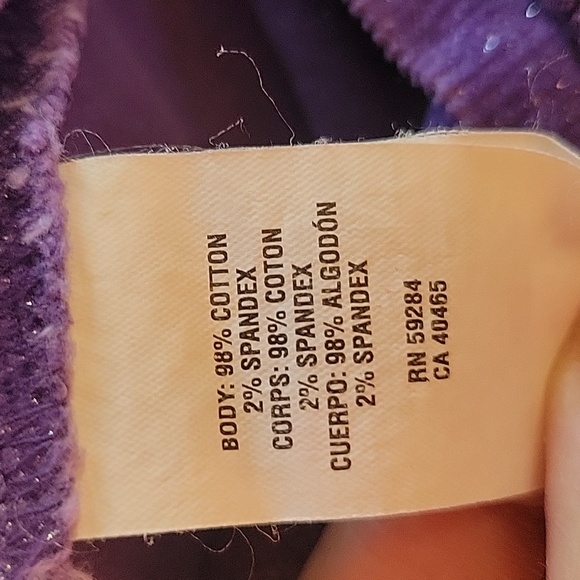 BODY: 98% COTTON
2% SPANDEX
CORPS: 98% COTON
2% SPANDEX
CUERPO: 98% ALGODÓN
2% SPANDEX
RN 59284
CA 40465